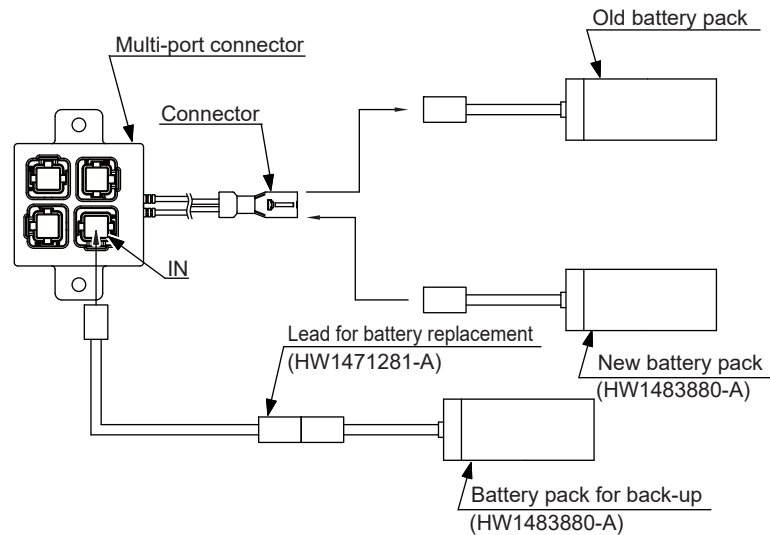 Old battery pack
Multi-port connector
Connector
IN
Lead for battery replacement
(HW1471281-A)
New battery pack
(HW1483880-A)
Battery pack for back-up
(HW1483880-A)